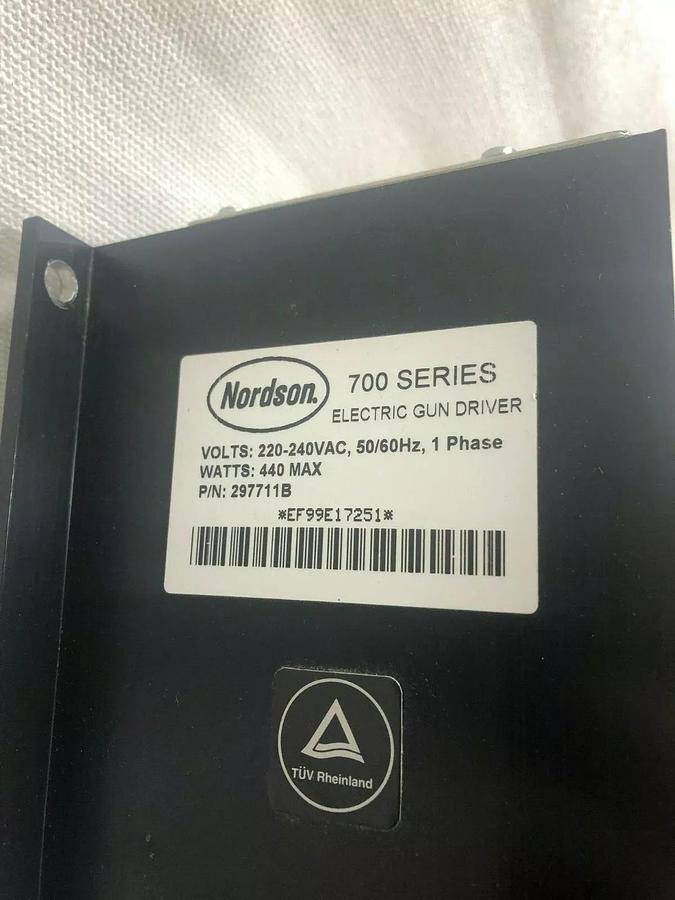 Nordson. 700 SERIES
ELECTRIC GUN DRIVER
VOLTS: 220-240VAC, 50/60Hz, 1 Phase
WATTS: 440 MAX
P/N: 297711B
*EF99E17251*
TÜV Rheinland